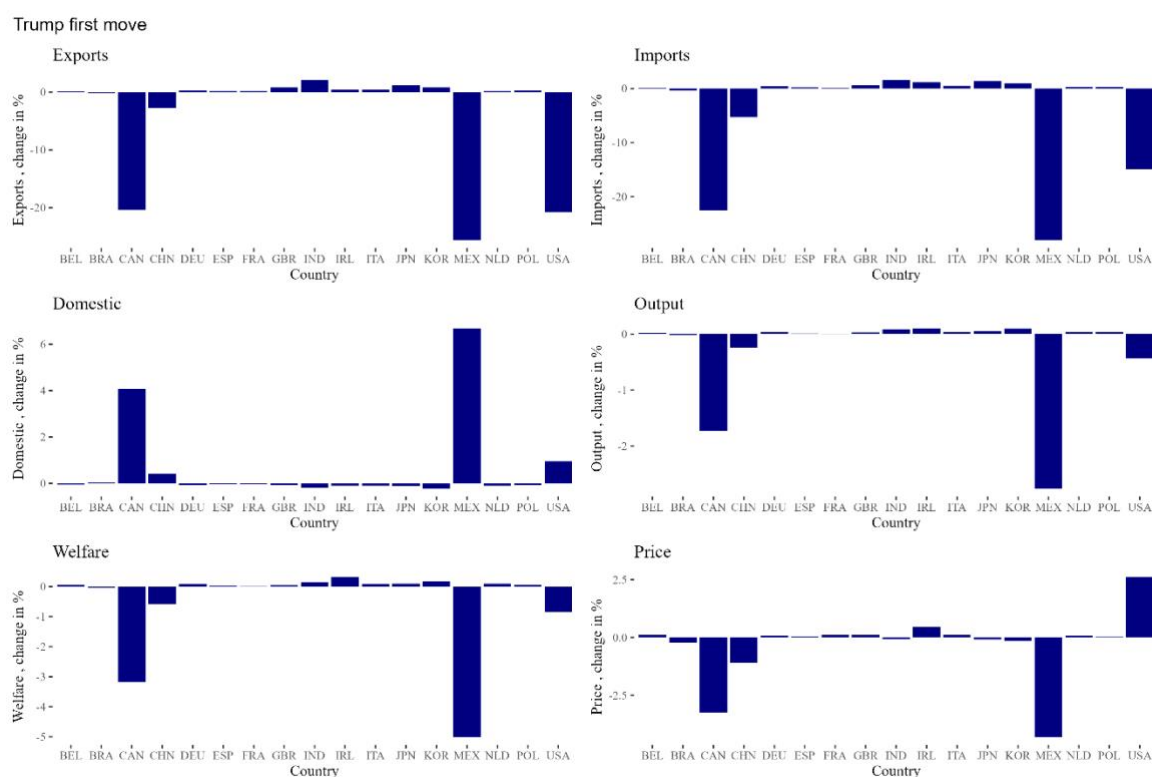 Trump first move
Exports
Exports , change in %
0
-10
-20
BEL BRA CAN CHN DEU ESP FRA GBR IND IRL ITA JPN KOR MEX NLD POL USA
Country
Imports
Imports , change in %
0
-10
-20
BEL BRA CAN CHN DEU ESP FRA GBR IND IRL ITA JPN KOR MEX NLD POL USA
Country
Domestic
Domestic , change in %
6
4
2
0
BEL BRA CAN CHN DEU ESP FRA GBR IND IRL ITA JPN KOR MEX NLD POL USA
Country
Output
Output , change in %
0
-1
-2
BEL BRA CAN CHN DEU ESP FRA GBR IND IRL ITA JPN KOR MEX NLD POL USA
Country
Welfare
Welfare , change in %
0
-1
-2
-3
-4
-5
BEL BRA CAN CHN DEU ESP FRA GBR IND IRL ITA JPN KOR MEX NLD POL USA
Country
Price
Price , change in %
2.5
0.0
-2.5
BEL BRA CAN CHN DEU ESP FRA GBR IND IRL ITA JPN KOR MEX NLD POL USA
Country